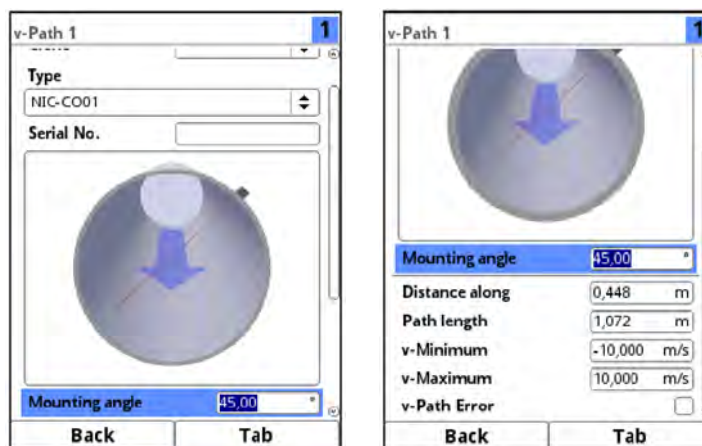 v-Path 1 1
Type
NIC-CO01
Serial No.
Mounting angle 45,00 °
Back Tab
v-Path 1 1
Mounting angle 45,00 °
Distance along 0,448 m
Path length 1,072 m
v-Minimum -10,000 m/s
v-Maximum 10,000 m/s
v-Path Error
Back Tab